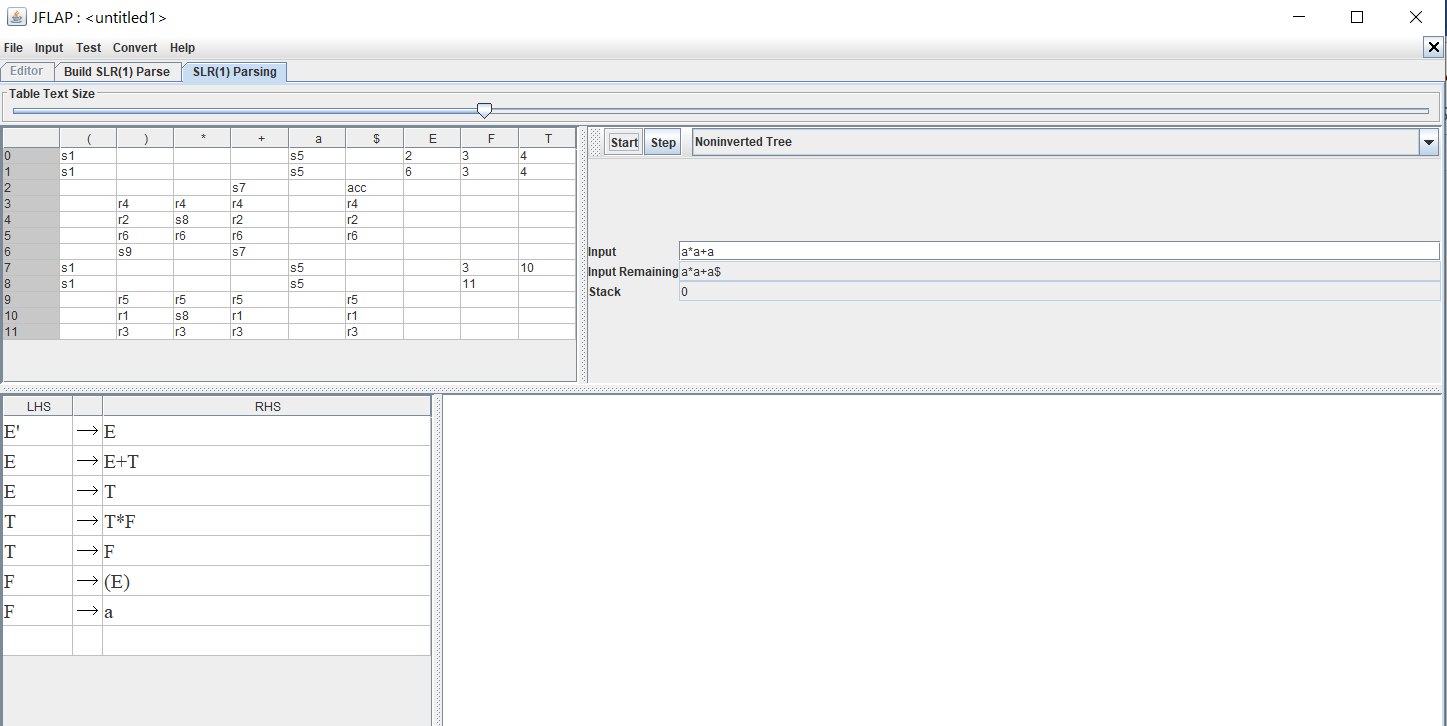 JFLAP : <untitled1>
File Input Test Convert Help
Editor Build SLR(1) Parse SLR(1) Parsing
Table Text Size
( ) * + a $ E F T
0 s1 s5 2 3 4
1 s1 s5 6 3 4
2 s7 acc
3 r4 r4 r4 r4
4 r2 s8 r2 r2
5 r6 r6 r6 r6
6 s9 s7
7 s1 s5 3 10
8 s1 s5 11
9 r5 r5 r5 r5
10 r1 s8 r1 r1
11 r3 r3 r3 r3
Start Step Noninverted Tree
Input a*a+a
Input Remaining a*a+a$
Stack 0
LHS RHS
E' → E
E → E+T
E → T
T → T*F
T → F
F → (E)
F → a